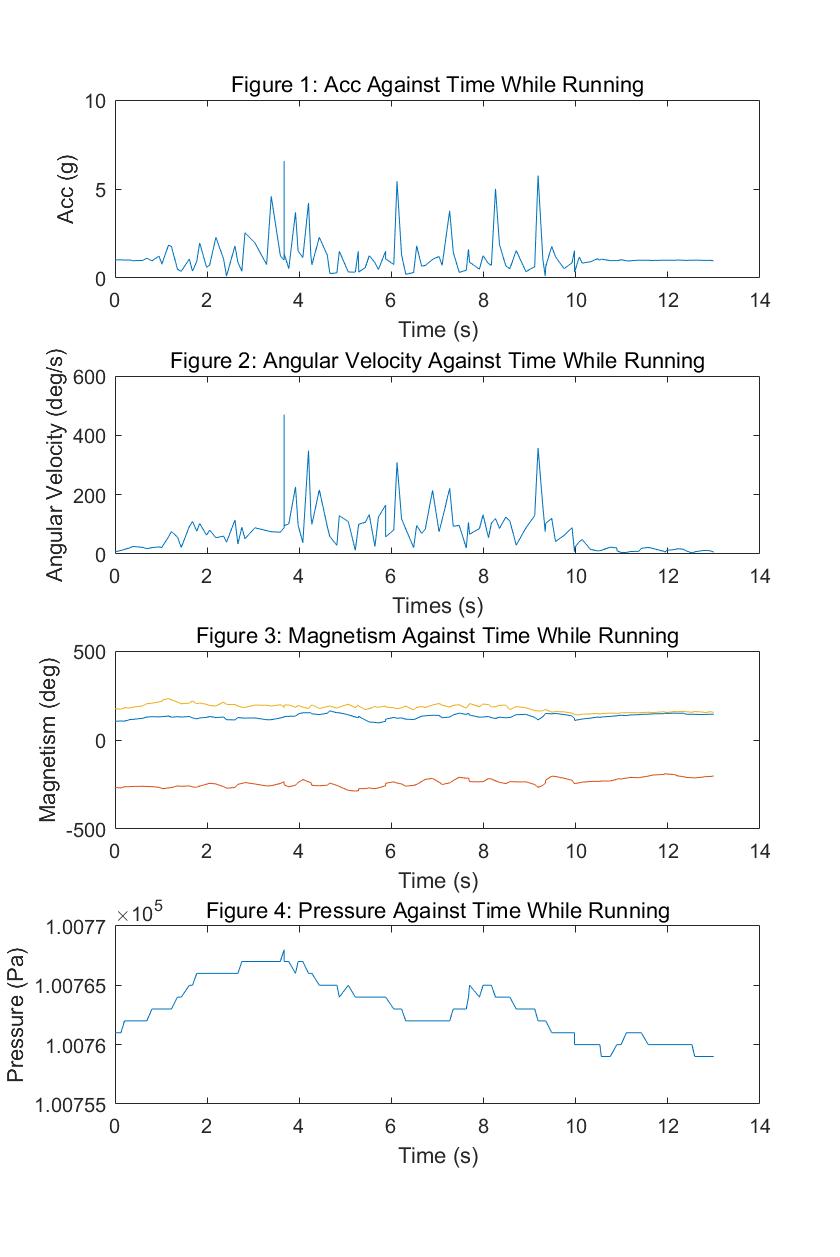 Figure 1: Acc Against Time While Running
10
5
0
Acc (g)
0 2 4 6 8 10 12 14
Time (s)
Figure 2: Angular Velocity Against Time While Running
600
400
200
0
Angular Velocity (deg/s)
0 2 4 6 8 10 12 14
Times (s)
Figure 3: Magnetism Against Time While Running
500
0
-500
Magnetism (deg)
0 2 4 6 8 10 12 14
Time (s)
×10⁵
Figure 4: Pressure Against Time While Running
1.0077
1.00765
1.0076
1.00755
Pressure (Pa)
0 2 4 6 8 10 12 14
Time (s)